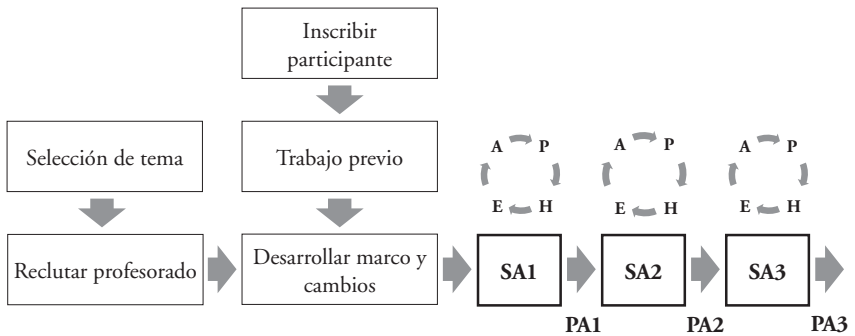 Inscribir
participante
Selección de tema
Trabajo previo
A P
E H
A P
E H
A P
E H
Reclutar profesorado
Desarrollar marco y
cambios
SA1
SA2
SA3
PA1
PA2
PA3